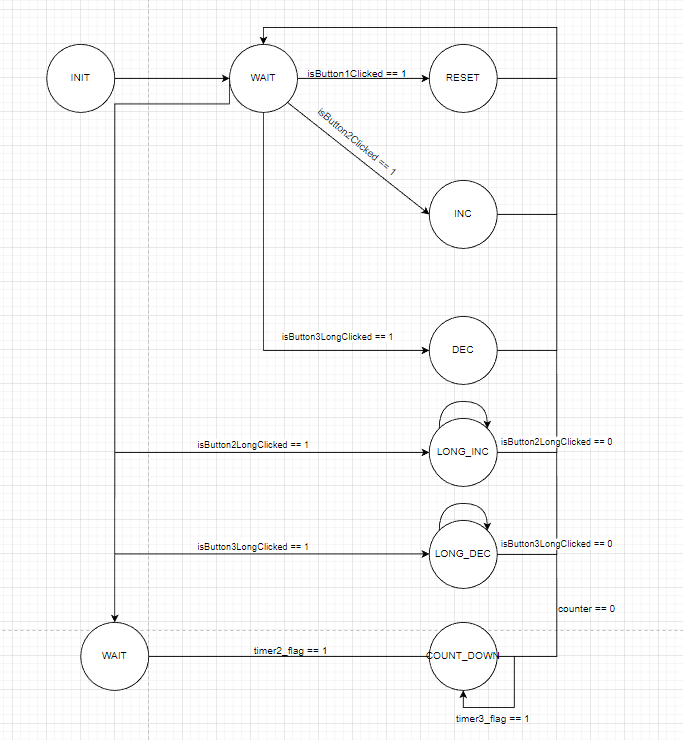 INIT
WAIT
isButton1Clicked == 1
RESET
isButton2Clicked == 1
INC
isButton3LongClicked == 1
DEC
isButton2LongClicked == 1
LONG_INC
isButton2LongClicked == 0
isButton3LongClicked == 1
LONG_DEC
isButton3LongClicked == 0
counter == 0
WAIT
timer2_flag == 1
COUNT_DOWN
timer3_flag == 1